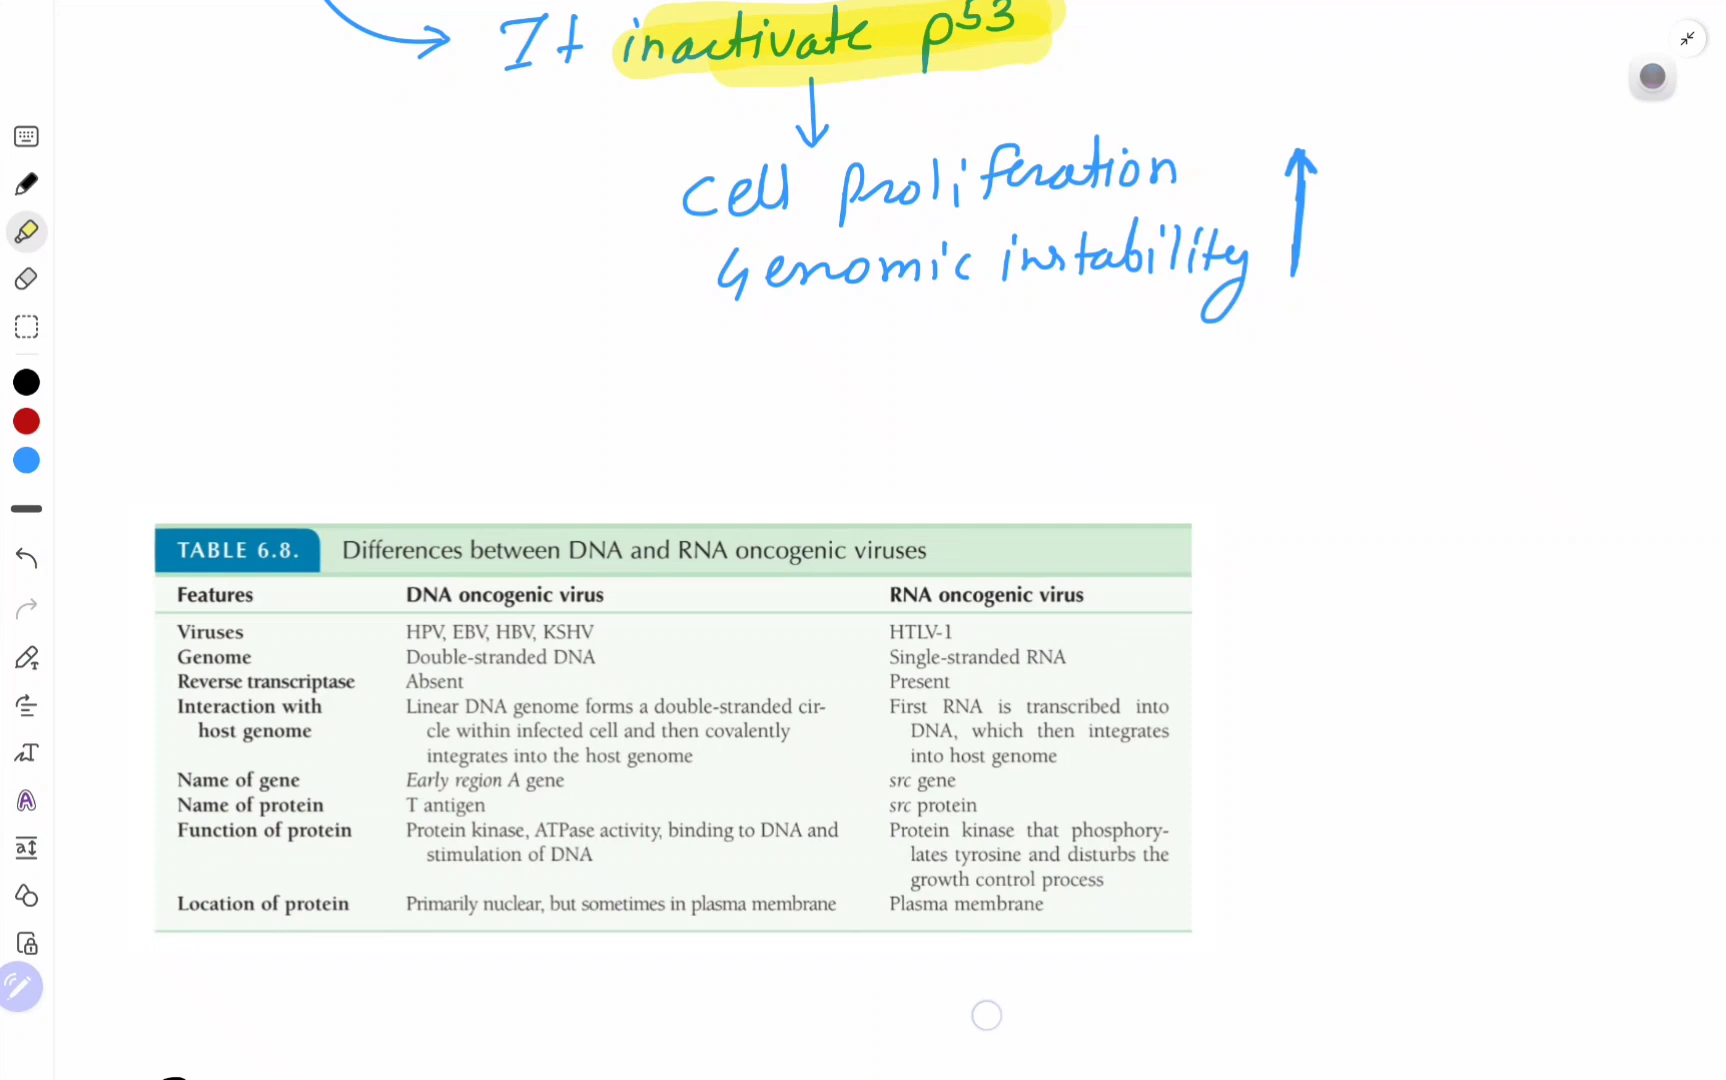 It inactivate p53
Cell proliferation
Genomic instability
TABLE 6.8. Differences between DNA and RNA oncogenic viruses
Features DNA oncogenic virus RNA oncogenic virus
Viruses HPV, EBV, HBV, KSHV HTLV-1
Genome Double-stranded DNA Single-stranded RNA
Reverse transcriptase Absent Present
Interaction with Linear DNA genome forms a double-stranded cir- First RNA is transcribed into
host genome cle within infected cell and then covalently DNA, which then integrates
integrates into the host genome into host genome
Name of gene Early region A gene src gene
Name of protein T antigen src protein
Function of protein Protein kinase, ATPase activity, binding to DNA and Protein kinase that phosphory-
stimulation of DNA lates tyrosine and disturbs the
growth control process
Location of protein Primarily nuclear, but sometimes in plasma membrane Plasma membrane